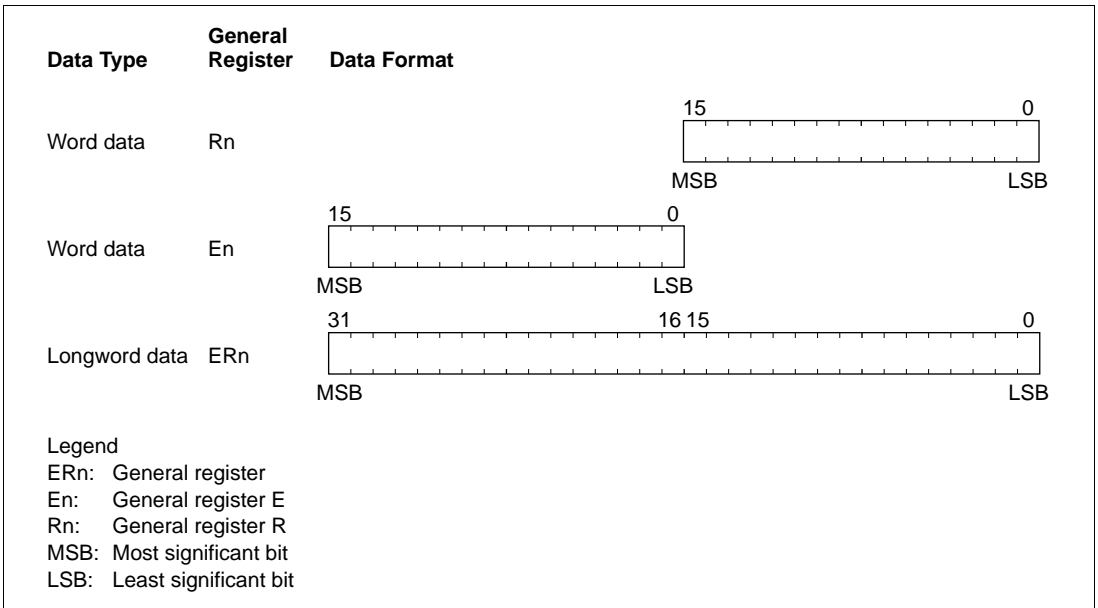 General
Data Type Register Data Format
15 0
Word data Rn
MSB LSB
15 0
Word data En
MSB LSB
31 16 15 0
Longword data ERn
MSB LSB
Legend
ERn: General register
En: General register E
Rn: General register R
MSB: Most significant bit
LSB: Least significant bit